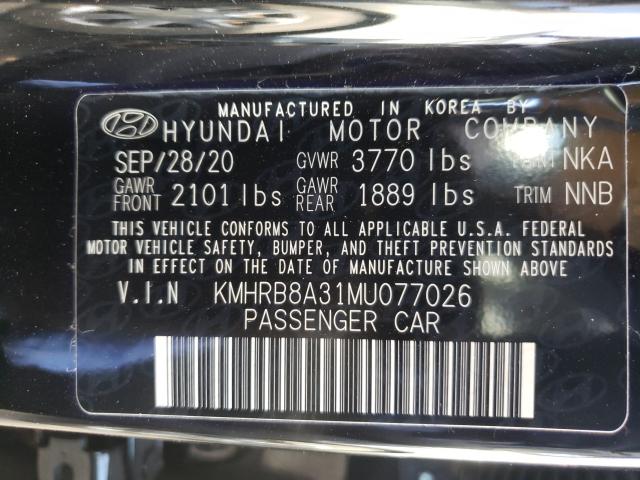 MANUFACTURED IN KOREA BY
HYUNDAI MOTOR COMPANY
SEP/28/20 GVWR 3770 lbs PAINT NKA
GAWR FRONT 2101 lbs GAWR REAR 1889 lbs TRIM NNB
THIS VEHICLE CONFORMS TO ALL APPLICABLE U.S.A. FEDERAL
MOTOR VEHICLE SAFETY, BUMPER, AND THEFT PREVENTION STANDARDS
IN EFFECT ON THE DATE OF MANUFACTURE SHOWN ABOVE
V.I.N KMHRB8A31MU077026
PASSENGER CAR